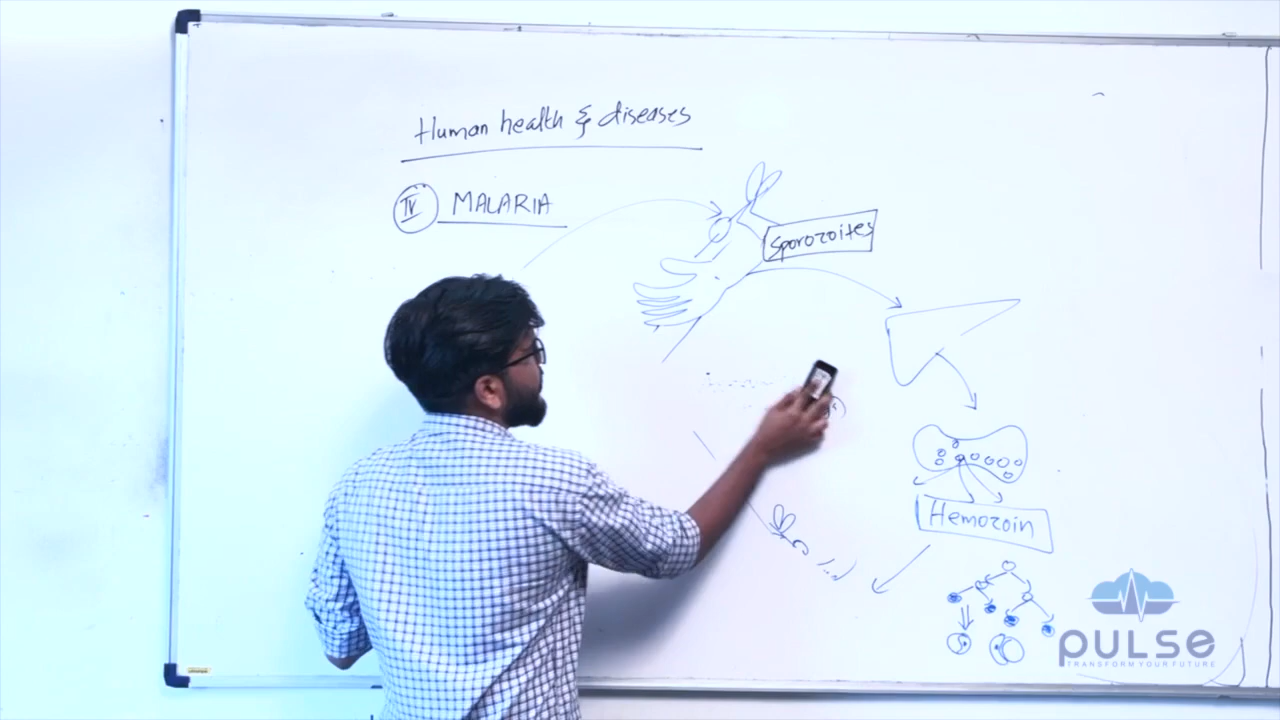 Human health & diseases
IV MALARIA
Sporozoites
Hemozoin
PULSE
TRANSFORM YOUR FUTURE